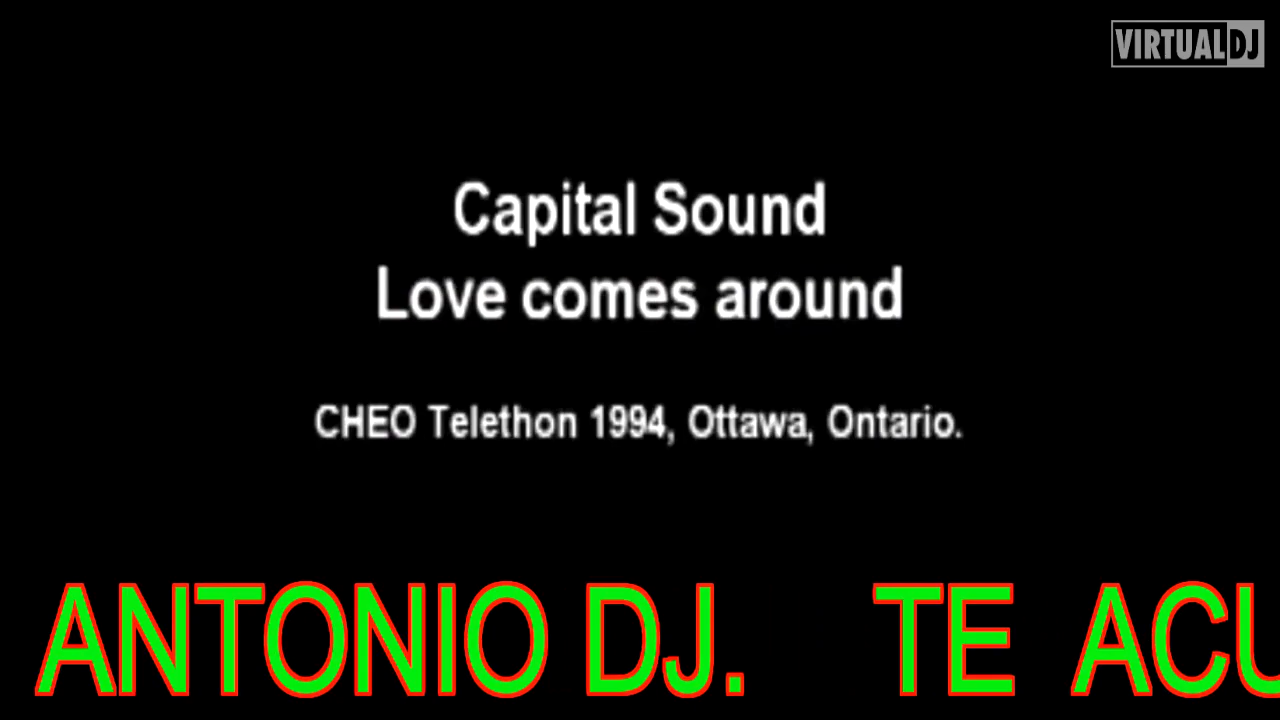 VIRTUALDJ
Capital Sound
Love comes around
CHEO Telethon 1994, Ottawa, Ontario.
ANTONIO DJ. TE